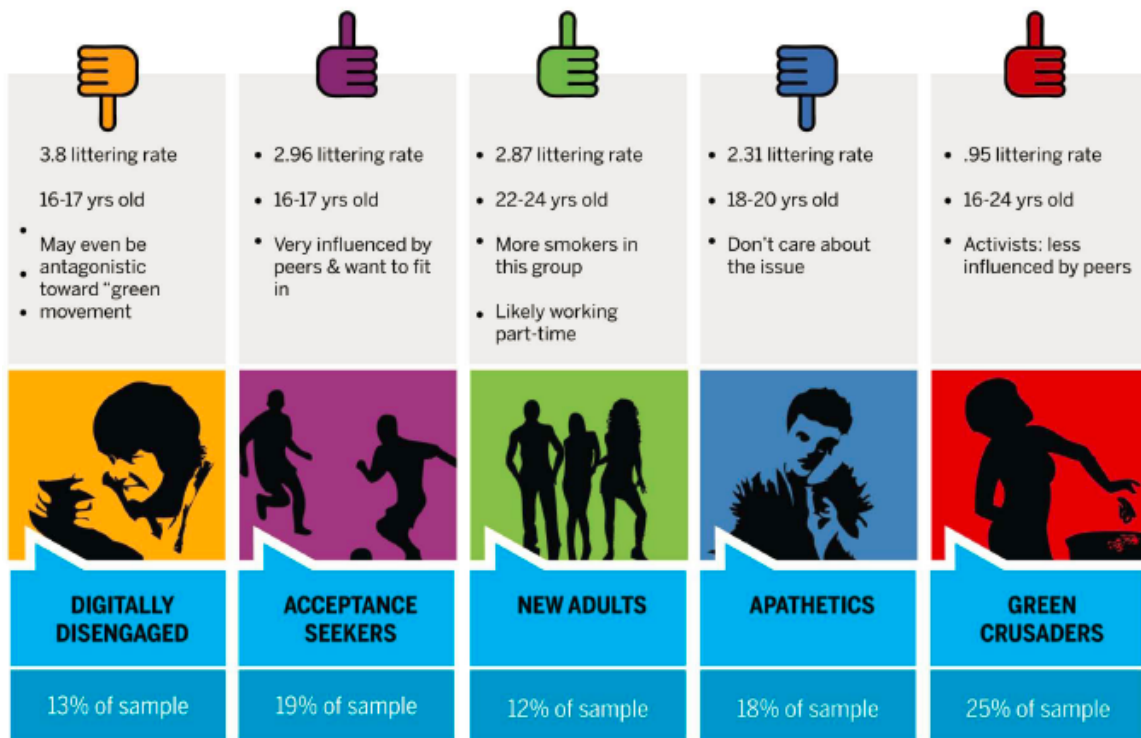 3.8 littering rate
16-17 yrs old
• May even be
• antagonistic
toward “green
• movement
DIGITALLY
DISENGAGED
13% of sample
• 2.96 littering rate
• 16-17 yrs old
• Very influenced by
peers & want to fit
in
ACCEPTANCE
SEEKERS
19% of sample
• 2.87 littering rate
• 22-24 yrs old
• More smokers in
this group
• Likely working
part-time
NEW ADULTS
12% of sample
• 2.31 littering rate
• 18-20 yrs old
• Don’t care about
the issue
APATHETICS
18% of sample
• .95 littering rate
• 16-24 yrs old
• Activists: less
influenced by peers
GREEN
CRUSADERS
25% of sample